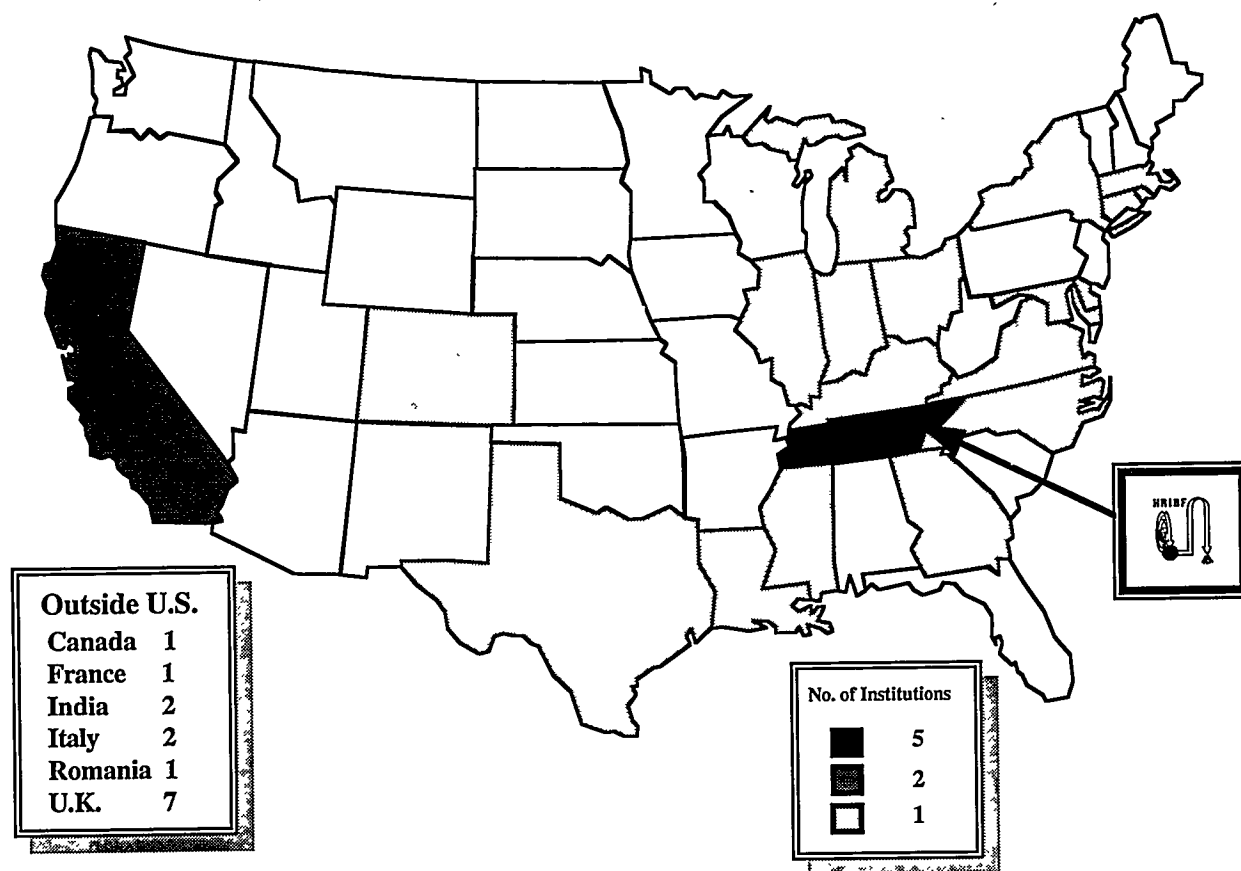 HRIBF
Outside U.S.
Canada 1
France 1
India 2
Italy 2
Romania 1
U.K. 7
No. of Institutions
5
2
1